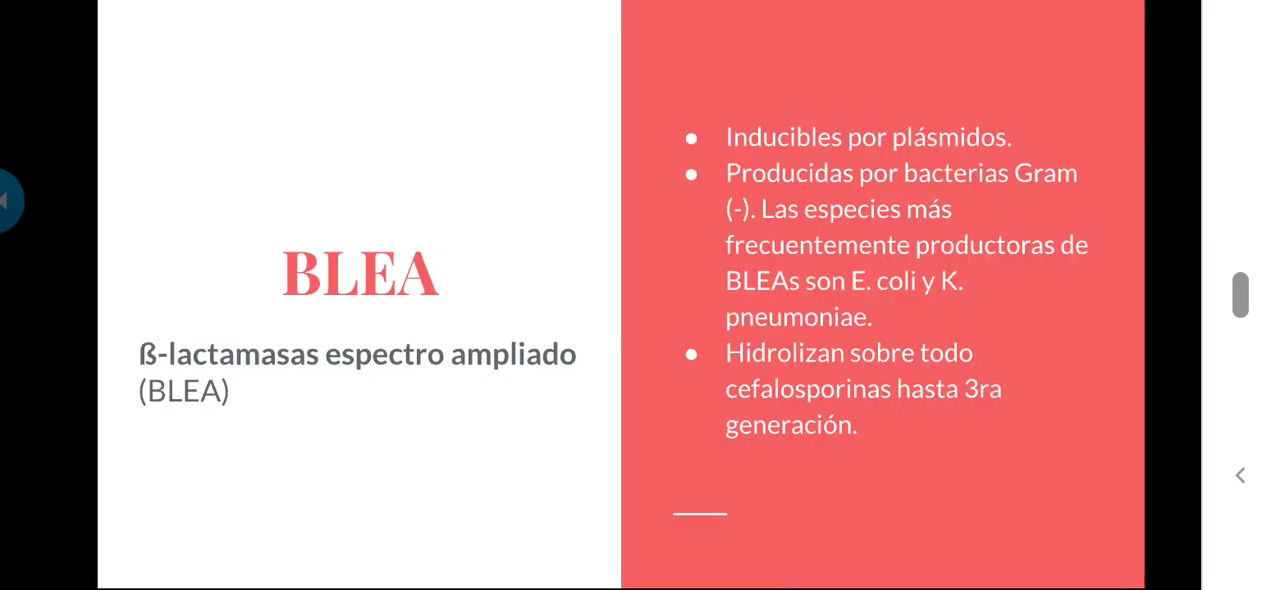 BLEA
ß-lactamasas espectro ampliado
(BLEA)
● Inducibles por plásmidos.
● Producidas por bacterias Gram
(-). Las especies más
frecuentemente productoras de
BLEAs son E. coli y K.
pneumoniae.
● Hidrolizan sobre todo
cefalosporinas hasta 3ra
generación.